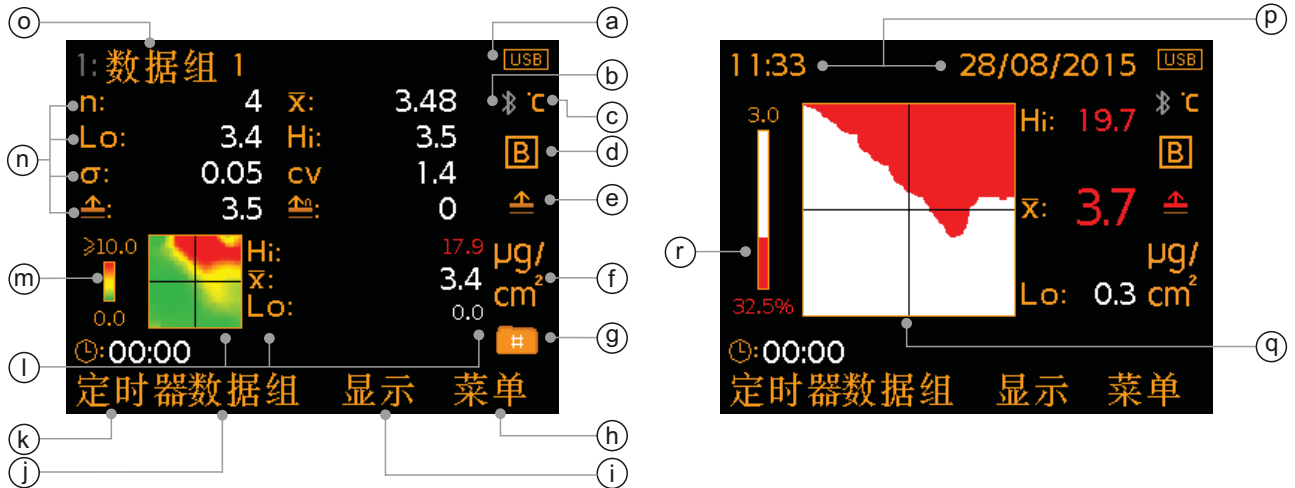 o a p
1: 数据组 1 USB
n: 4 x̅: 3.48 b ℃ c
Lo: 3.4 Hi: 3.5 B d
n σ: 0.05 cv 1.4
: 3.5 n: 0 e
≥10.0 Hi: 17.9 µg/
m x̅: 3.4 cm² f
0.0 Lo: 0.0
# g
l :00:00
定时器 数据组 显示 菜单
k h
j i
11:33 28/08/2015 USB
3.0 Hi: 19.7 ℃
B
x̅: 3.7
r µg/
32.5% Lo: 0.3 cm²
:00:00 q
定时器 数据组 显示 菜单